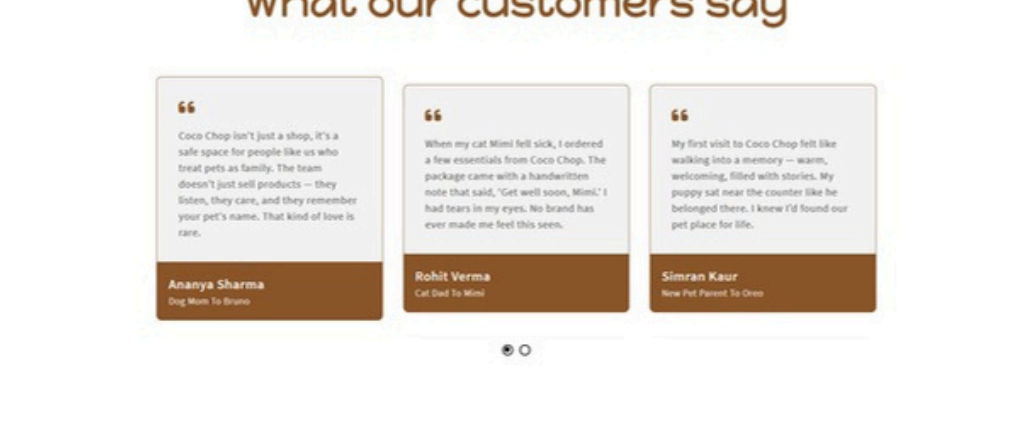 what our customers say
Coco Chop isn't just a shop, it's a
safe space for people like us who
treat pets as family. The team
doesn't just sell products — they
listen, they care, and they remember
your pet's name. That kind of love is
rare.
Ananya Sharma
Dog Mom To Bruno
When my cat Mimi fell sick, I ordered
a few essentials from Coco Chop. The
package came with a handwritten
note that said, 'Get well soon, Mimi.' I
had tears in my eyes. No brand has
ever made me feel this seen.
Rohit Verma
Cat Dad To Mimi
My first visit to Coco Chop felt like
walking into a memory — warm,
welcoming, filled with stories. My
puppy sat near the counter like he
belonged there. I knew I'd found our
pet place for life.
Simran Kaur
New Pet Parent To Oreo